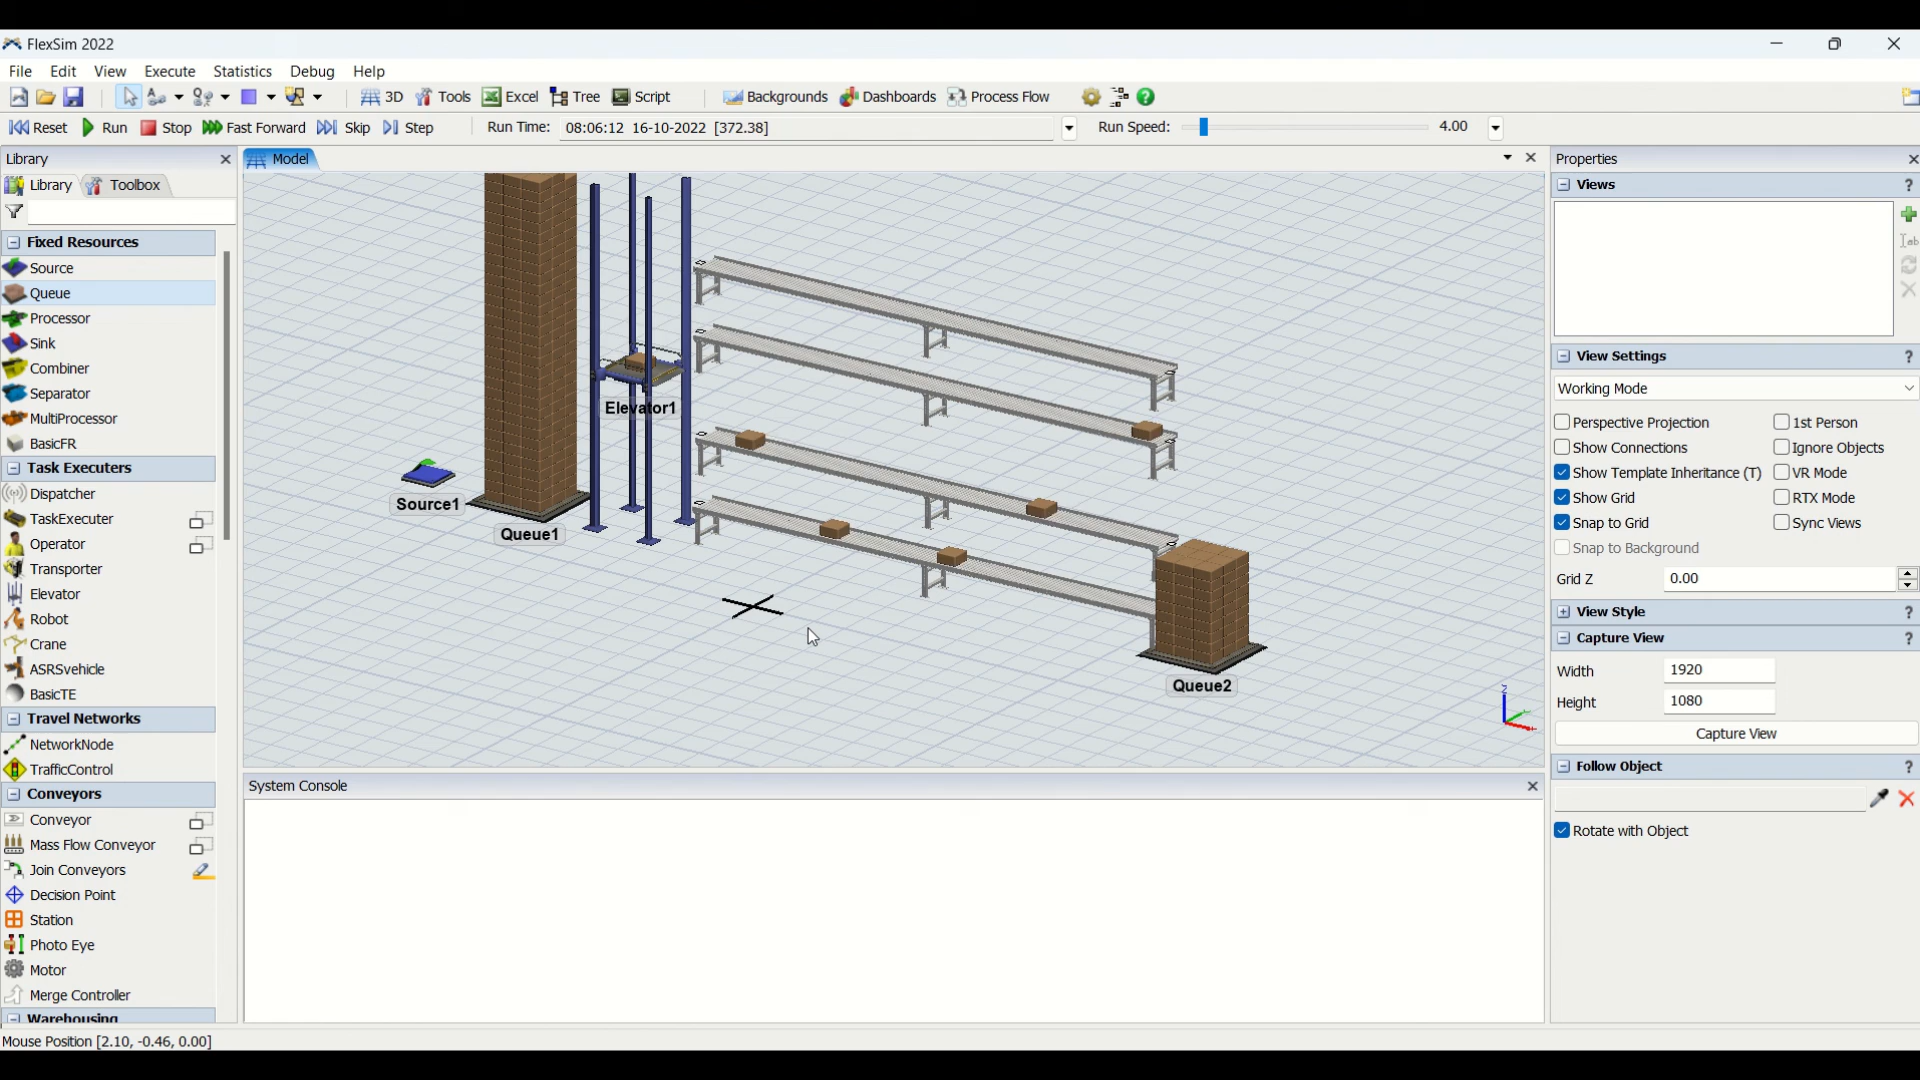 FlexSim 2022
File Edit View Execute Statistics Debug Help
3D Tools Excel Tree Script Backgrounds Dashboards Process Flow
Reset Run Stop Fast Forward Skip Step Run Time: 08:06:12 16-10-2022 [372.38] Run Speed: 4.00
Library
Library Toolbox
Fixed Resources
Source
Queue
Processor
Sink
Combiner
Separator
MultiProcessor
BasicFR
Task Executers
Dispatcher
TaskExecuter
Operator
Transporter
Elevator
Robot
Crane
ASRSvehicle
BasicTE
Travel Networks
NetworkNode
TrafficControl
Conveyors
Conveyor
Mass Flow Conveyor
Join Conveyors
Decision Point
Station
Photo Eye
Motor
Merge Controller
Warehousing
Model
Elevator1
Source1
Queue1
Queue2
Z
System Console
Properties
Views
View Settings
Working Mode
Perspective Projection 1st Person
Show Connections Ignore Objects
Show Template Inheritance (T) VR Mode
Show Grid RTX Mode
Snap to Grid Sync Views
Snap to Background
Grid Z 0.00
View Style
Capture View
Width 1920
Height 1080
Capture View
Follow Object
Rotate with Object
Mouse Position [2.10, -0.46, 0.00]